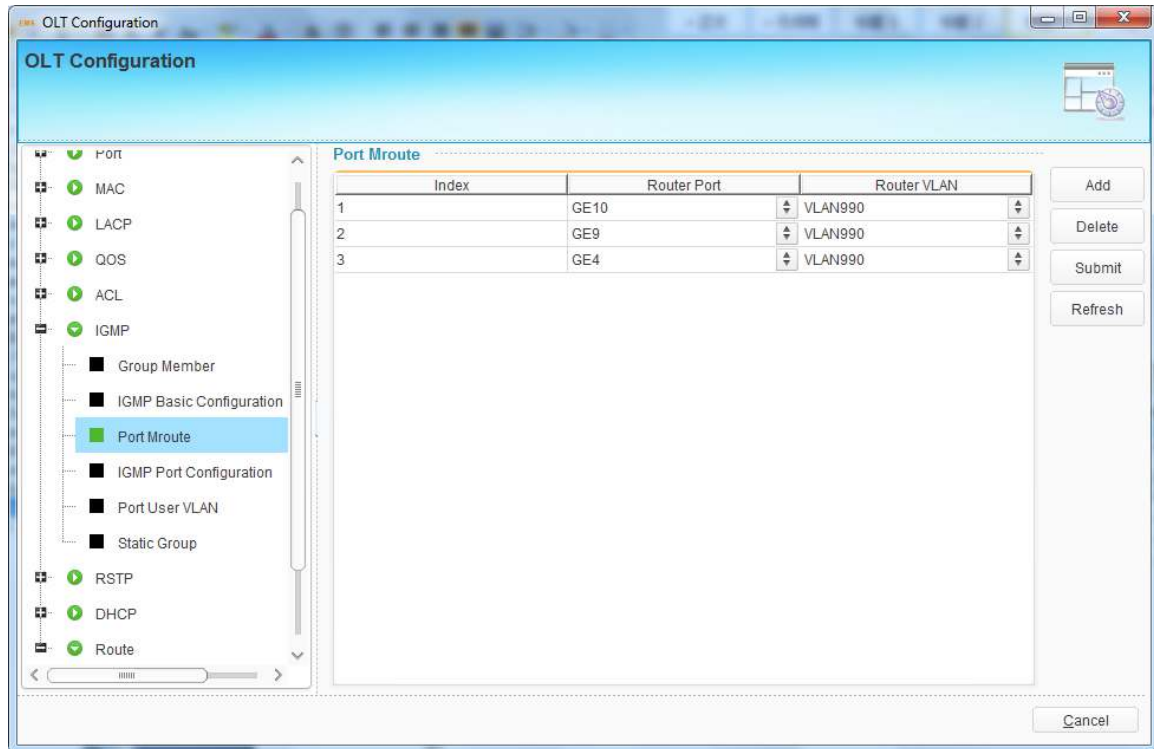 EMS OLT Configuration
OLT Configuration
Port
MAC
LACP
QOS
ACL
IGMP
Group Member
IGMP Basic Configuration
Port Mroute
IGMP Port Configuration
Port User VLAN
Static Group
RSTP
DHCP
Route
Port Mroute
Index Router Port Router VLAN
1 GE10 VLAN990
2 GE9 VLAN990
3 GE4 VLAN990
Add
Delete
Submit
Refresh
Cancel